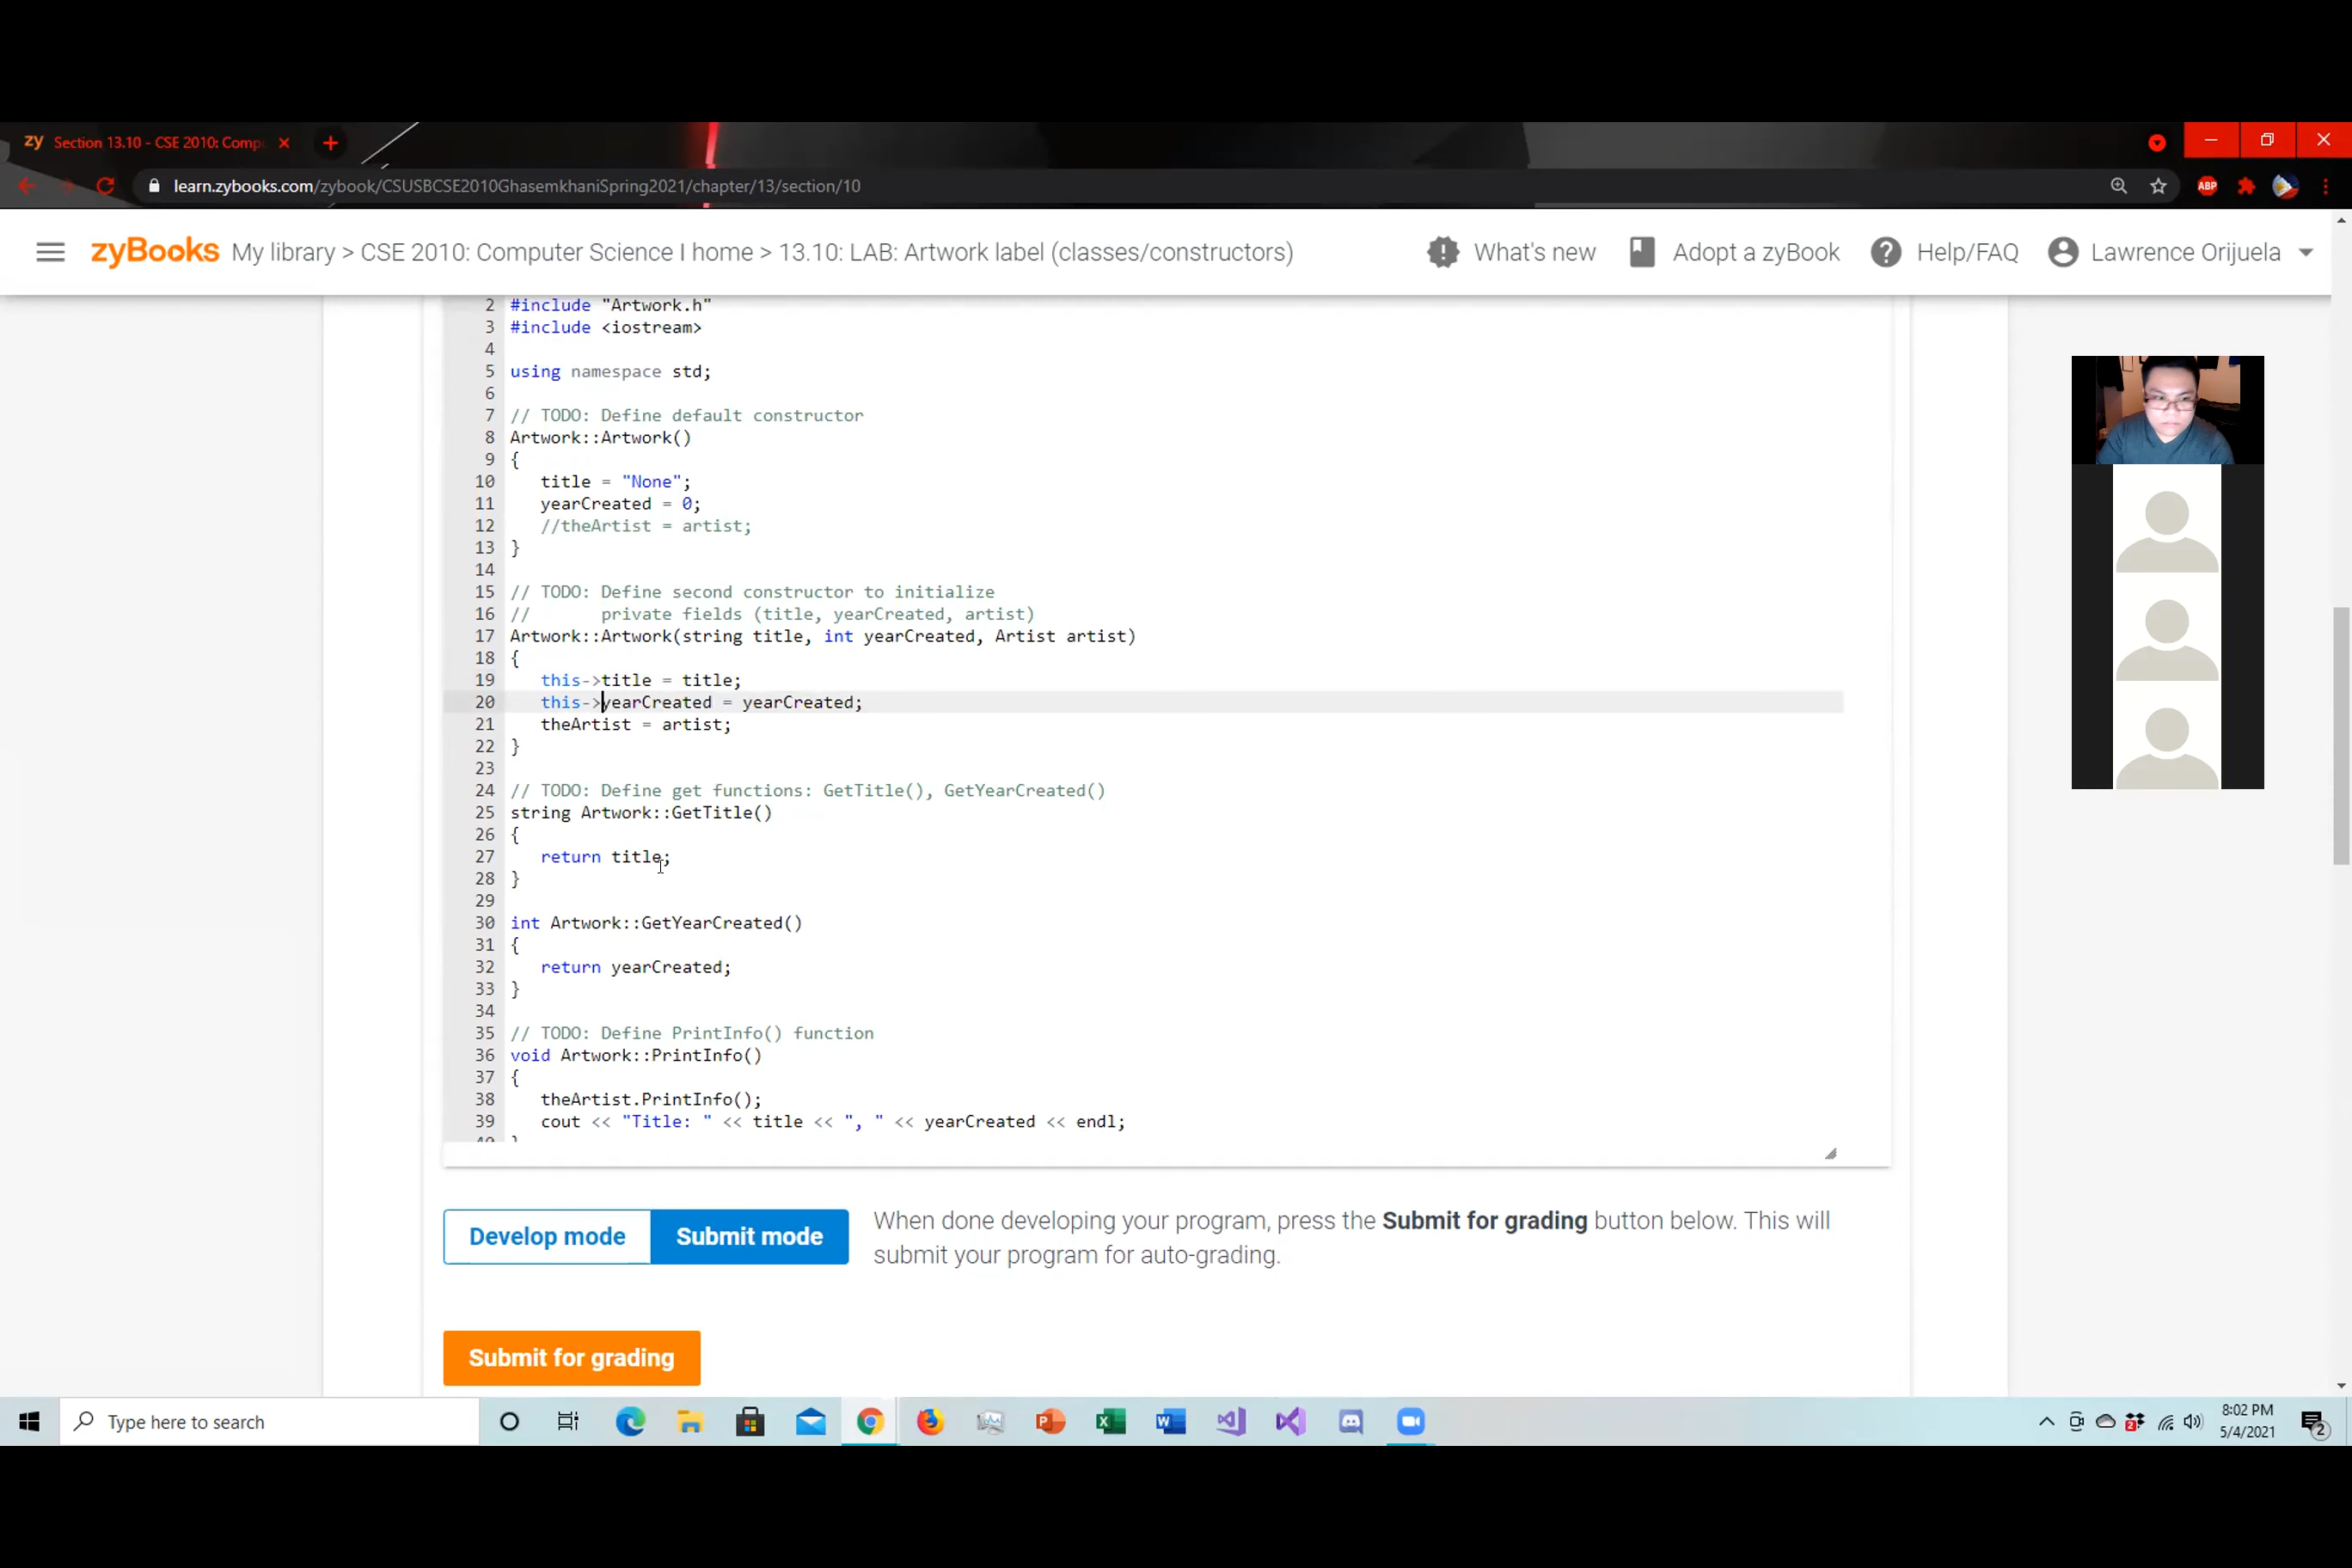 zy Section 13.10 - CSE 2010: Comp
learn.zybooks.com/zybook/CSUSBCSE2010GhasemkhaniSpring2021/chapter/13/section/10
ABP
zyBooks My library > CSE 2010: Computer Science I home > 13.10: LAB: Artwork label (classes/constructors)
What's new
Adopt a zyBook
Help/FAQ
Lawrence Orijuela
2 #include "Artwork.h"
3 #include <iostream>
4
5 using namespace std;
6
7 // TODO: Define default constructor
8 Artwork::Artwork()
9 {
10 title = "None";
11 yearCreated = 0;
12 //theArtist = artist;
13 }
14
15 // TODO: Define second constructor to initialize
16 // private fields (title, yearCreated, artist)
17 Artwork::Artwork(string title, int yearCreated, Artist artist)
18 {
19 this->title = title;
20 this->yearCreated = yearCreated;
21 theArtist = artist;
22 }
23
24 // TODO: Define get functions: GetTitle(), GetYearCreated()
25 string Artwork::GetTitle()
26 {
27 return title;
28 }
29
30 int Artwork::GetYearCreated()
31 {
32 return yearCreated;
33 }
34
35 // TODO: Define PrintInfo() function
36 void Artwork::PrintInfo()
37 {
38 theArtist.PrintInfo();
39 cout << "Title: " << title << ", " << yearCreated << endl;
40 }
Develop mode
Submit mode
When done developing your program, press the Submit for grading button below. This will
submit your program for auto-grading.
Submit for grading
Type here to search
8:02 PM
5/4/2021
2